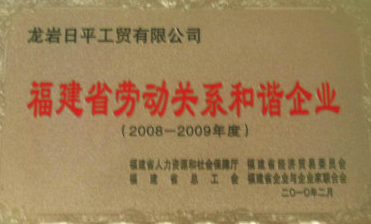 龙岩日平工贸有限公司
福建省劳动关系和谐企业
(2008-2009年度)
福建省人力资源和社会保障厅 福建省经济贸易委员会
福建省总工会 福建省企业与企业家联合会
二〇一〇年二月